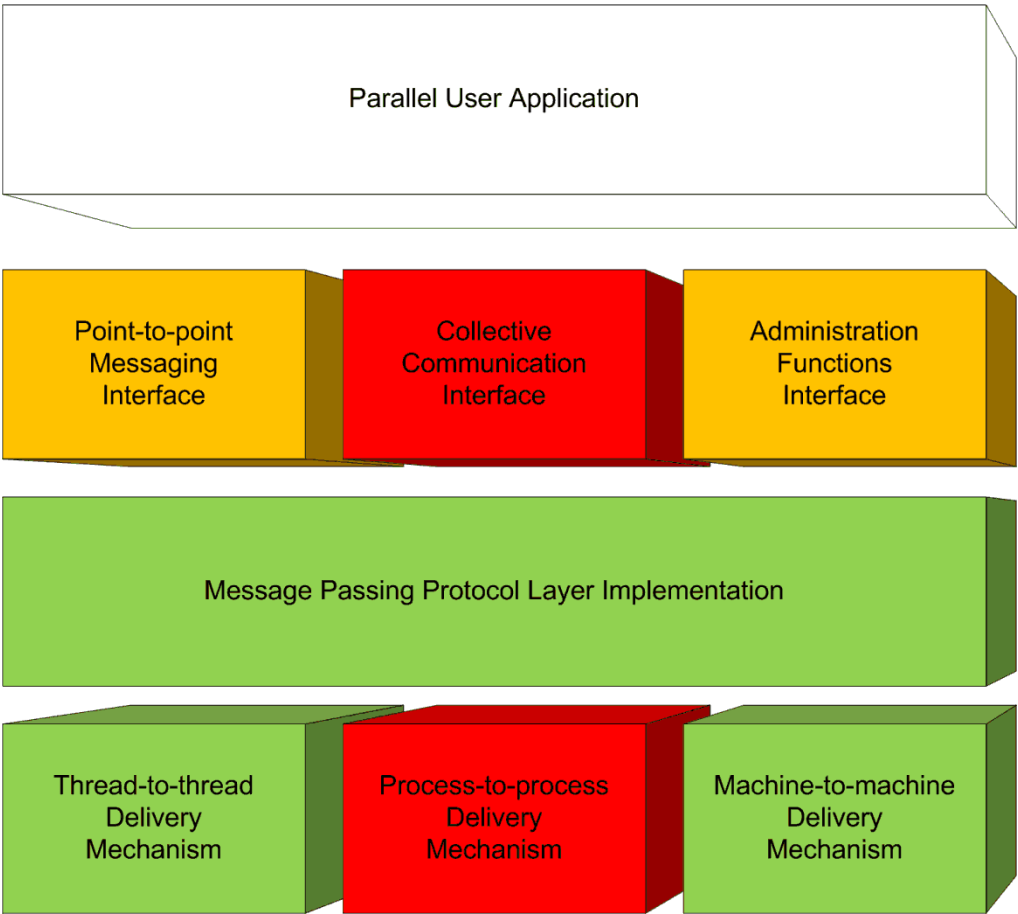 Parallel User Application
Point-to-point
Messaging
Interface
Collective
Communication
Interface
Administration
Functions
Interface
Message Passing Protocol Layer Implementation
Thread-to-thread
Delivery
Mechanism
Process-to-process
Delivery
Mechanism
Machine-to-machine
Delivery
Mechanism